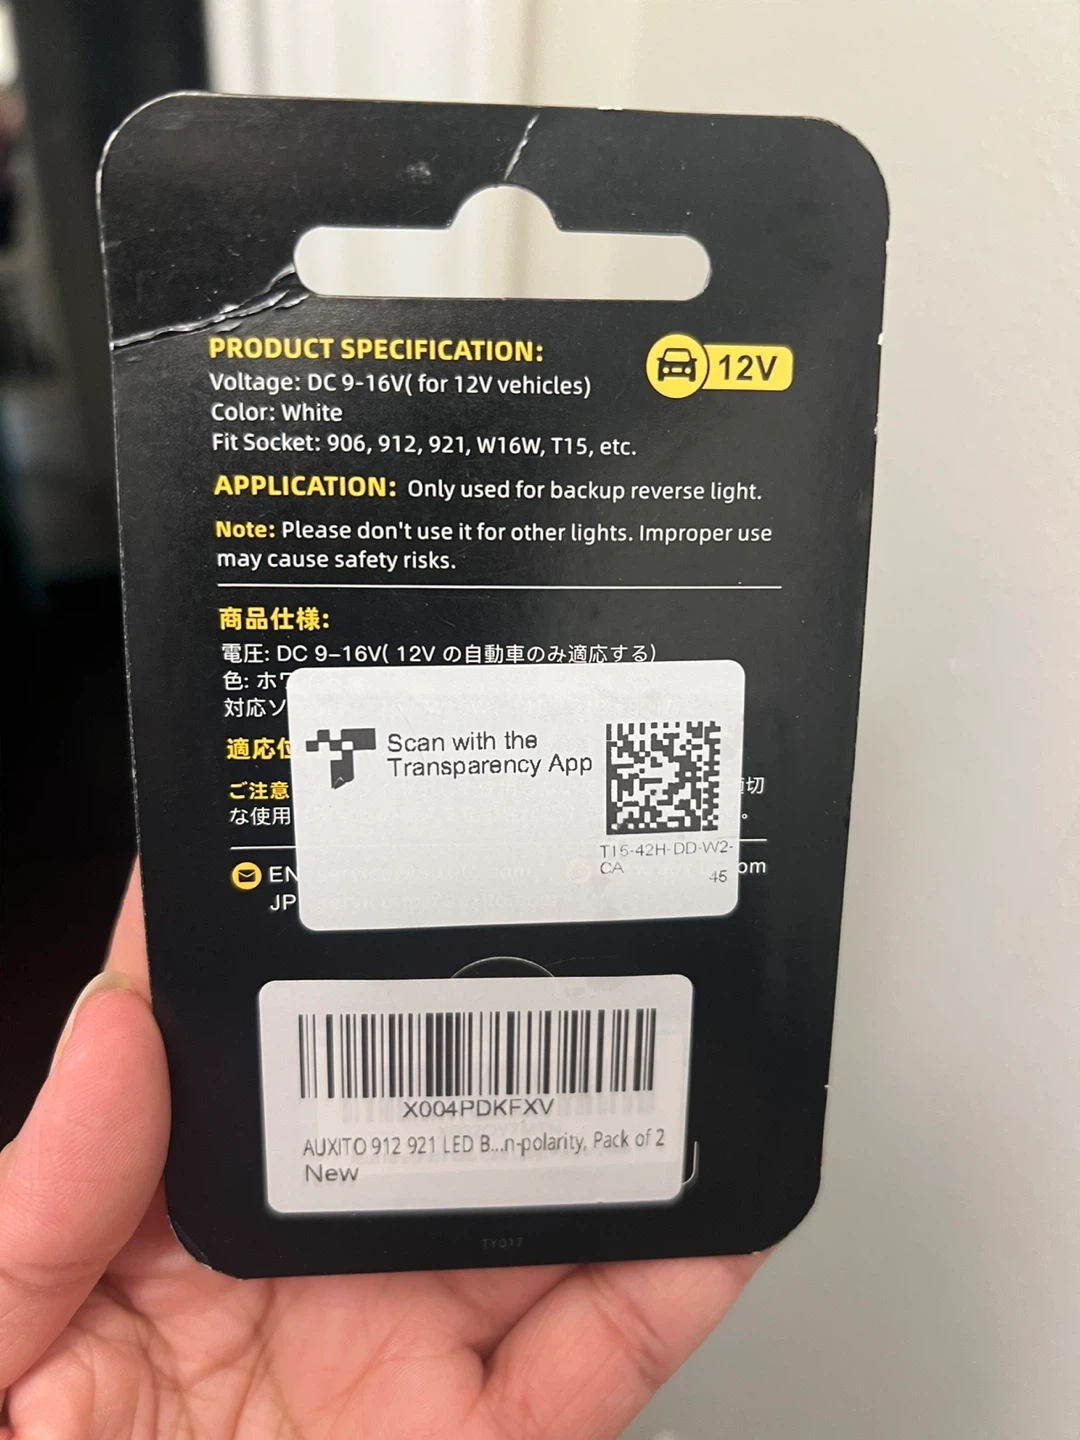 PRODUCT SPECIFICATION:
12V
Voltage: DC 9-16V( for 12V vehicles)
Color: White
Fit Socket: 906, 912, 921, W16W, T15, etc.
APPLICATION: Only used for backup reverse light.
Note: Please don't use it for other lights. Improper use
may cause safety risks.
商品仕様:
電圧: DC 9-16V( 12V の自動車のみ適応する)
色: ホワ
対応ソ
適応位
ご注意
切
な使用
Scan with the
Transparency App
T15-42H-DD-W2-
CA
45
EN
om
JP
X004PDKFXV
AUXITO 912 921 LED B...n-polarity, Pack of 2
New
TY017